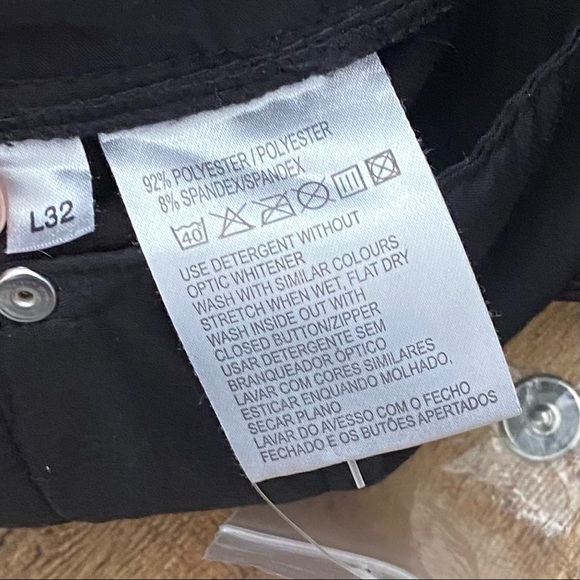 L32
92% POLYESTER/POLYESTER
8% SPANDEX/SPANDEX
40
USE DETERGENT WITHOUT
OPTIC WHITENER
WASH WITH SIMILAR COLOURS
STRETCH WHEN WET, FLAT DRY
WASH INSIDE OUT WITH
CLOSED BUTTON/ZIPPER
USAR DETERGENTE SEM
BRANQUEADOR ÓPTICO
LAVAR COM CORES SIMILARES
ESTICAR ENQUANDO MOLHADO,
SECAR PLANO
LAVAR DO AVESSO COM O FECHO
FECHADO E OS BUTÕES APERTADOS